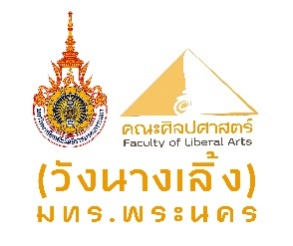 คณะศิลปศาสตร์
Faculty of Liberal Arts
(วังนางเลิ้ง)
มทร.พระนคร